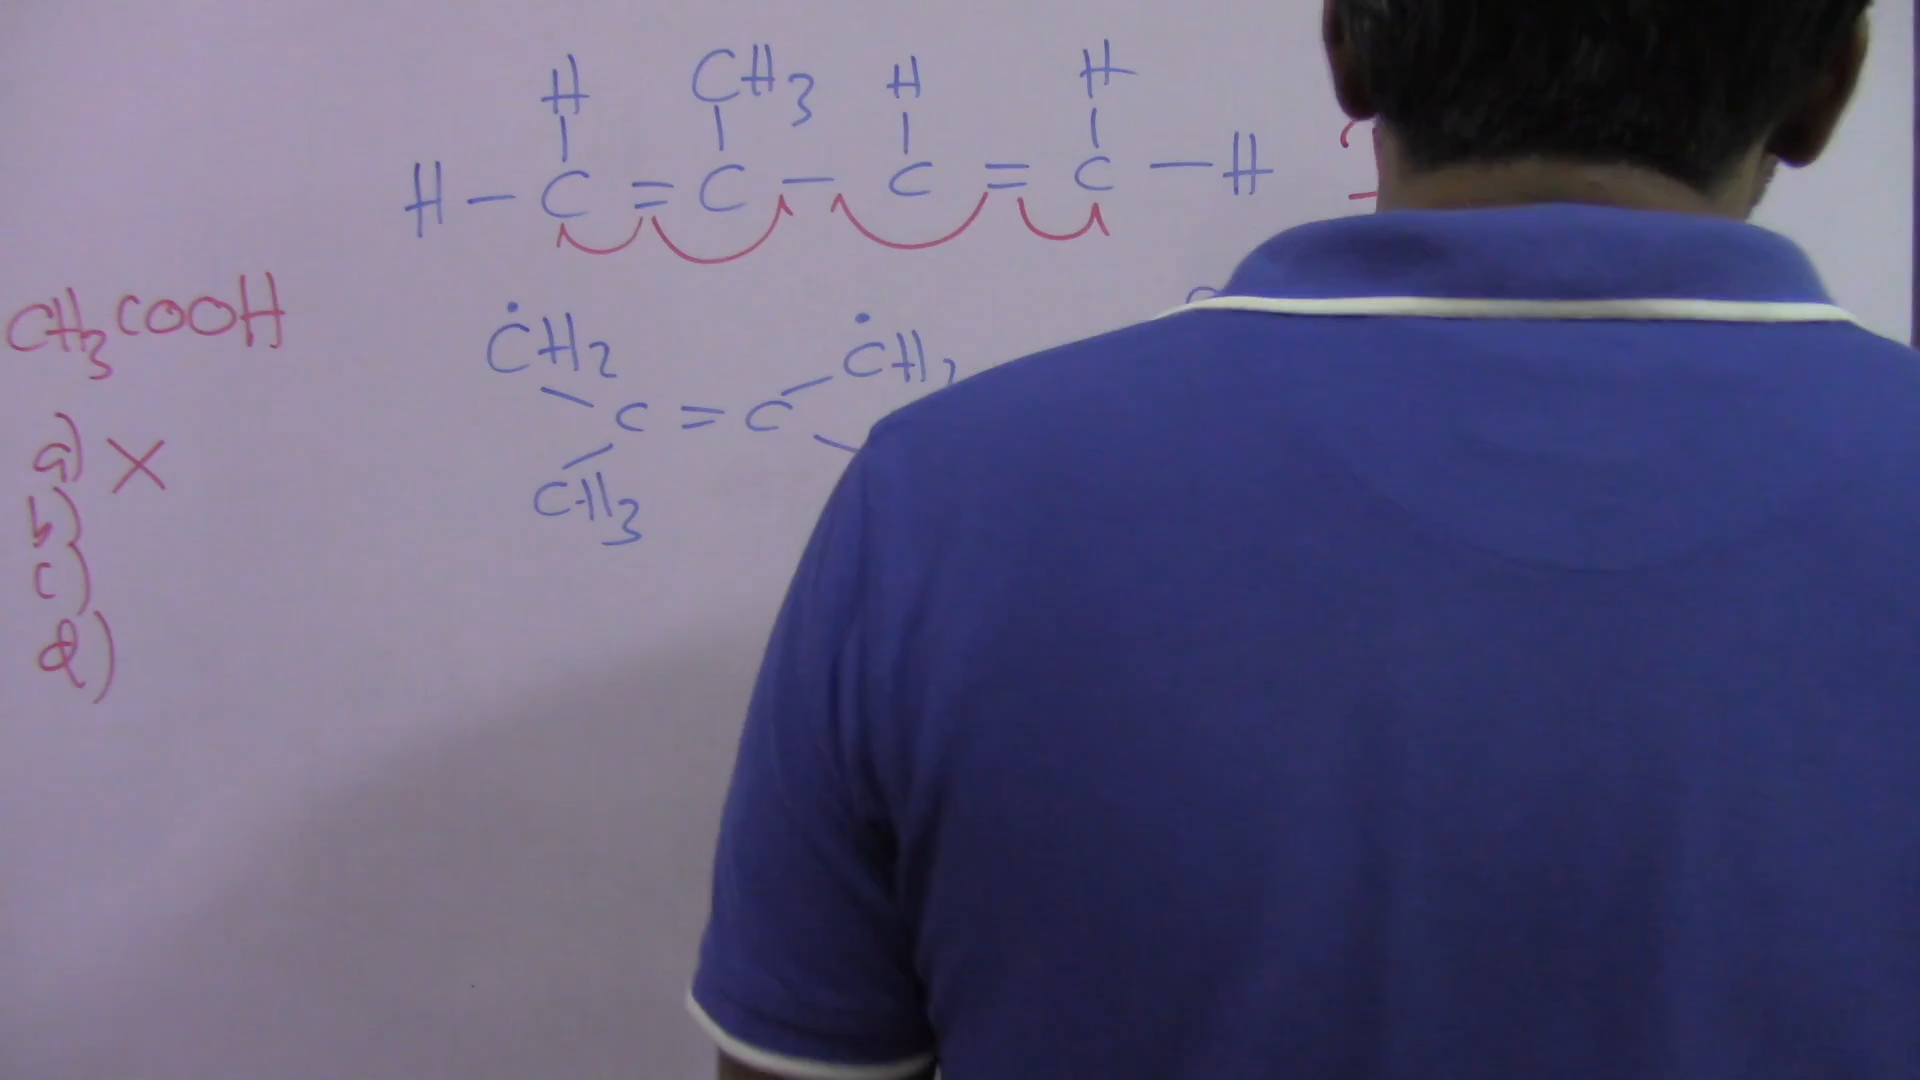 H CH3 H H
H - C = C - C = C - H
CH3COOH
ĊH2 ĊH2
C = C
CH3
a) X
b)
c)
d)